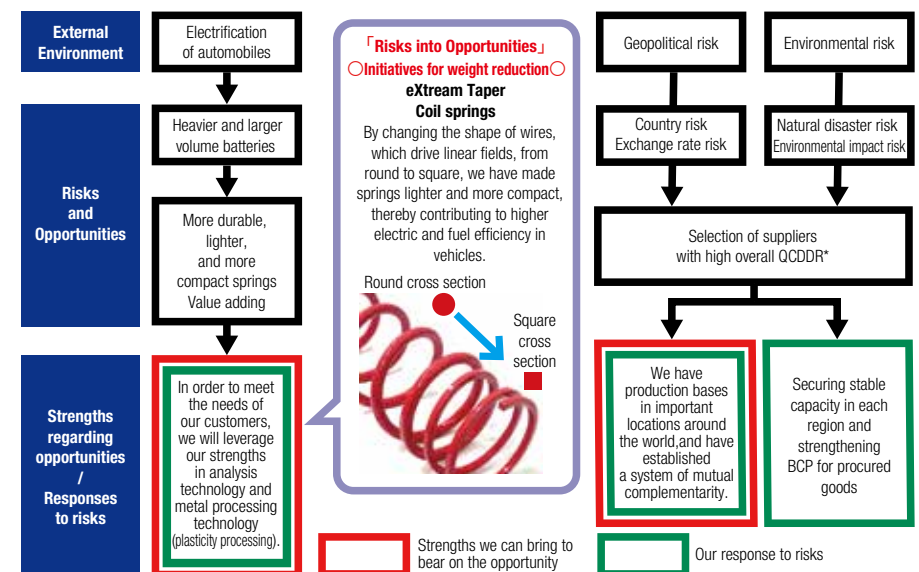 External
Environment
Electrification
of automobiles
Heavier and larger
volume batteries
Risks
and
Opportunities
More durable,
lighter,
and more
compact springs
Value adding
Strengths
regarding
opportunities
/
Responses
to risks
In order to meet
the needs of
our customers,
we will leverage
our strengths
in analysis
technology and
metal processing
technology
(plasticity processing).
「Risks into Opportunities」
○Initiatives for weight reduction○
eXtream Taper
Coil springs
By changing the shape of wires,
which drive linear fields, from
round to square, we have made
springs lighter and more compact,
thereby contributing to higher
electric and fuel efficiency in
vehicles.
Round cross section
Square
cross
section
Geopolitical risk
Environmental risk
Country risk
Exchange rate risk
Natural disaster risk
Environmental impact risk
Selection of suppliers
with high overall QCDDR*
We have
production bases
in important
locations around
the world,and have
established
a system of mutual
complementarity.
Securing stable
capacity in each
region and
strengthening
BCP for procured
goods
Strengths we can bring to
bear on the opportunity
Our response to risks